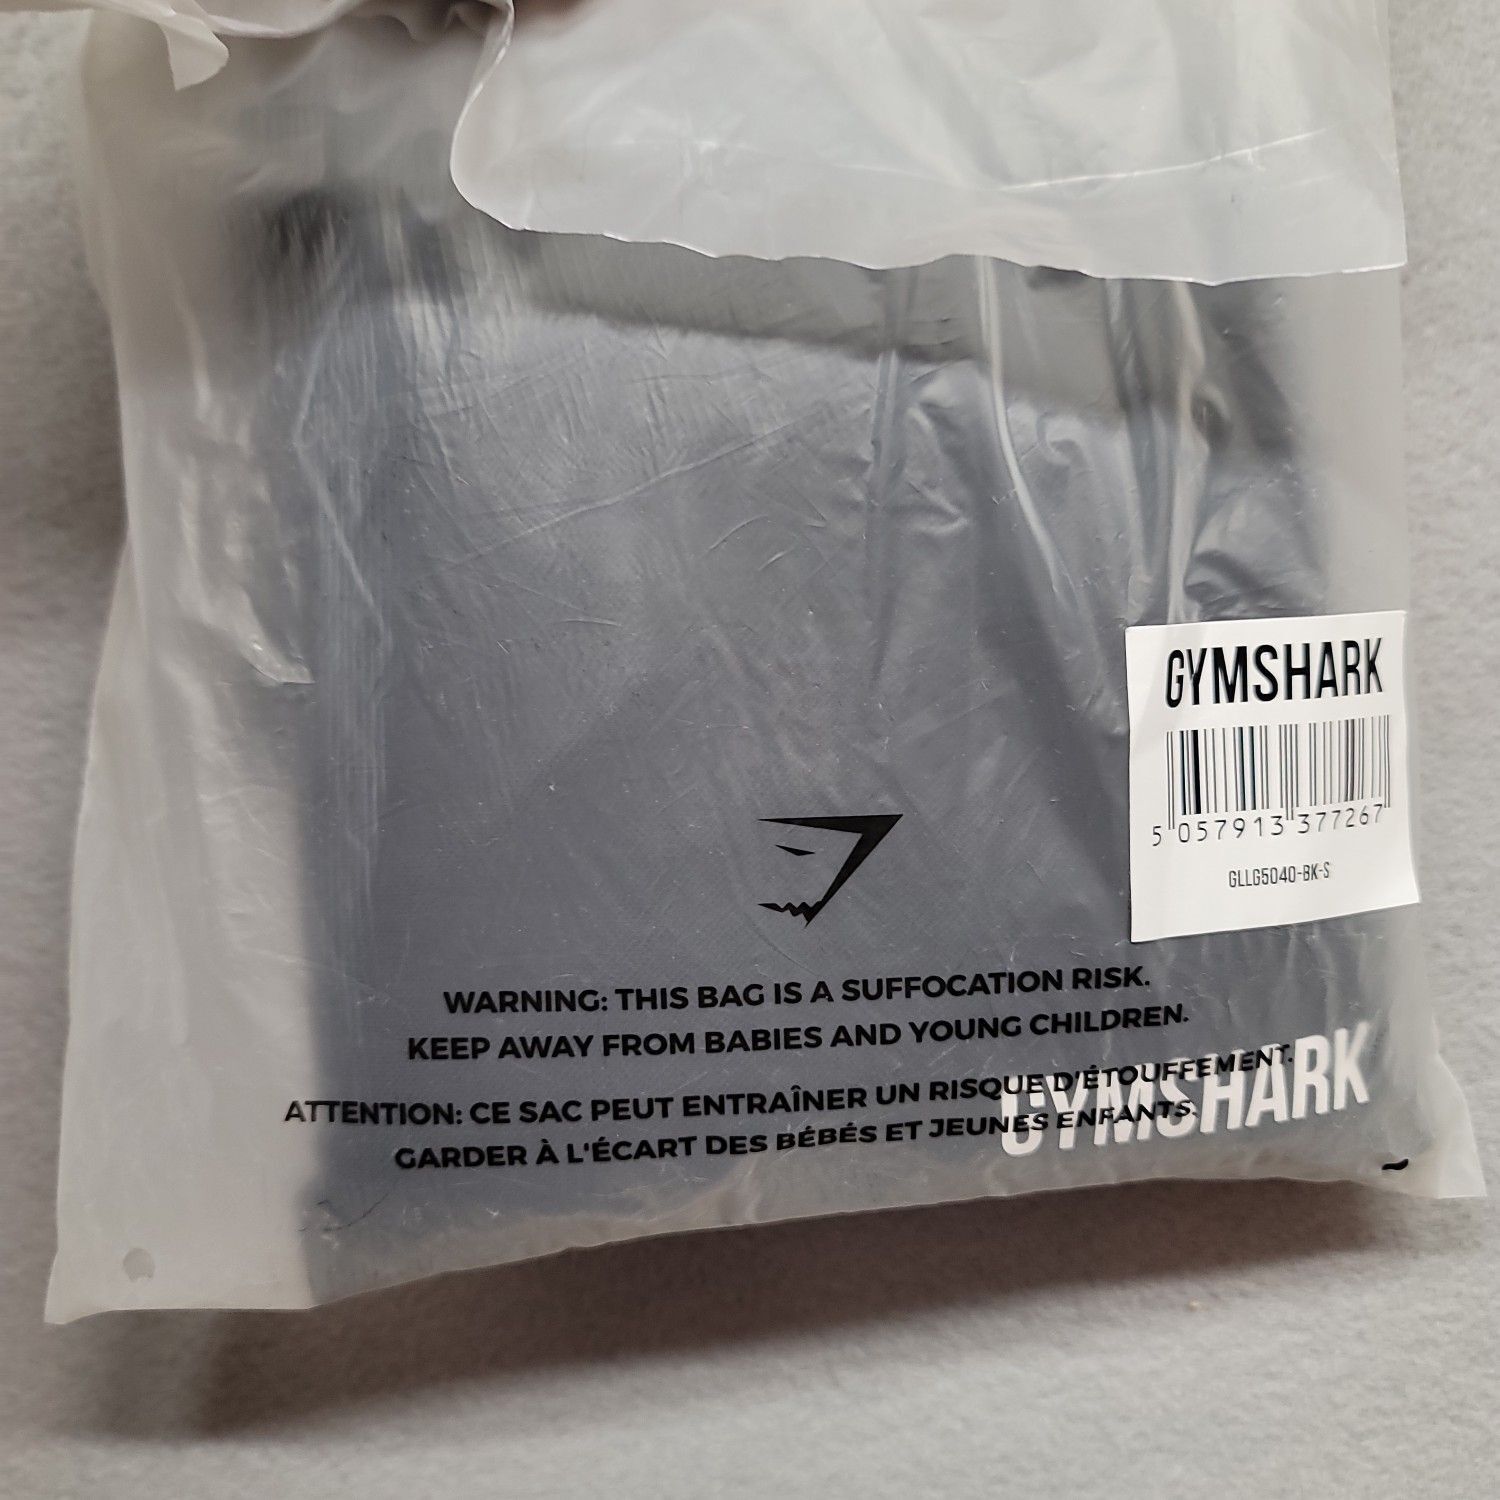 GYMSHARK
5 057913 377267
GLLG5040-BK-S
WARNING: THIS BAG IS A SUFFOCATION RISK.
KEEP AWAY FROM BABIES AND YOUNG CHILDREN.
ATTENTION: CE SAC PEUT ENTRAÎNER UN RISQUE D'ÉTOUFFEMENT.
GARDER À L'ÉCART DES BÉBÉS ET JEUNES ENFANTS.
GYMSHARK